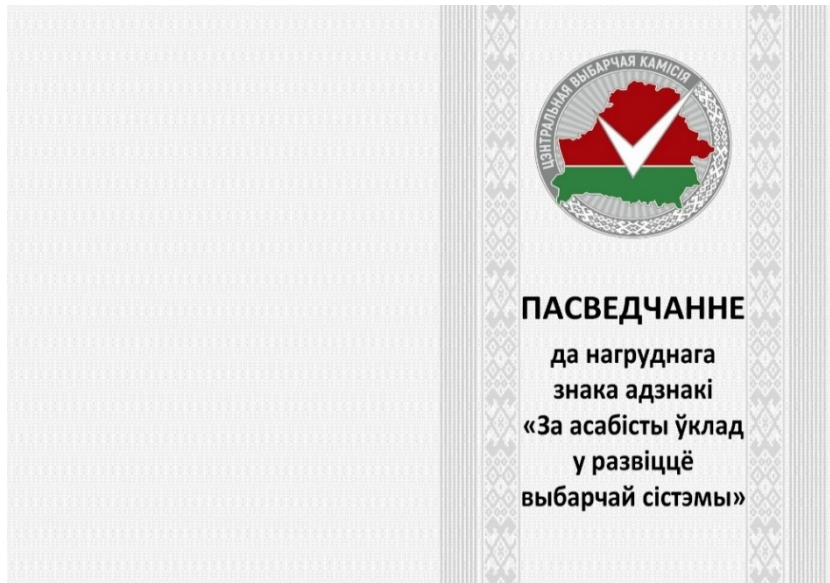 ЦЭНТРАЛЬНАЯ ВЫБАРЧАЯ КАМІСІЯ
ПАСВЕДЧАННЕ
да нагруднага
знака адзнакі
«За асабісты ўклад
у развіццё
выбарчай сістэмы»